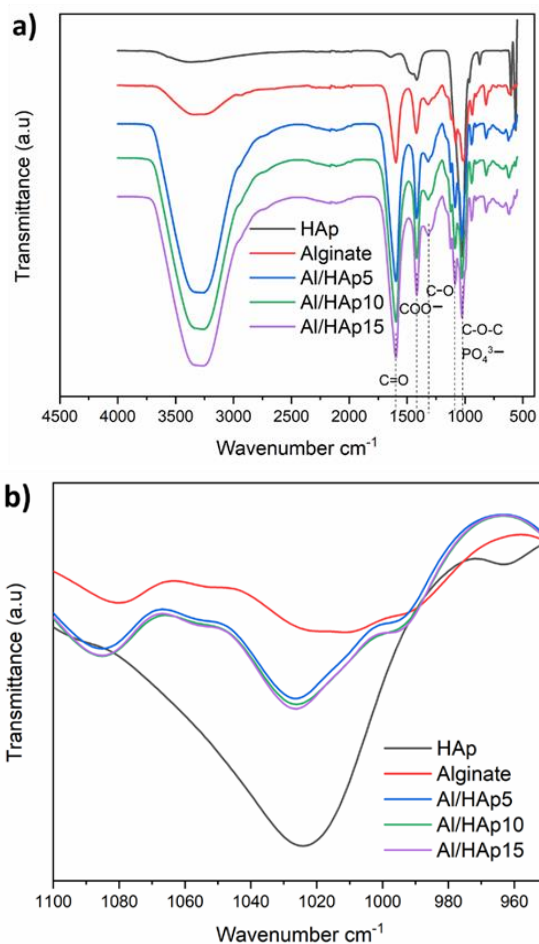 a)
Transmittance (a.u)
HAp
Alginate
Al/HAp5
Al/HAp10
Al/HAp15
C=O
COO−
C−O
C-O-C
PO₄³−
4500 4000 3500 3000 2500 2000 1500 1000 500
Wavenumber cm⁻¹
b)
Transmittance (a.u)
HAp
Alginate
Al/HAp5
Al/HAp10
Al/HAp15
1100 1080 1060 1040 1020 1000 980 960
Wavenumber cm⁻¹